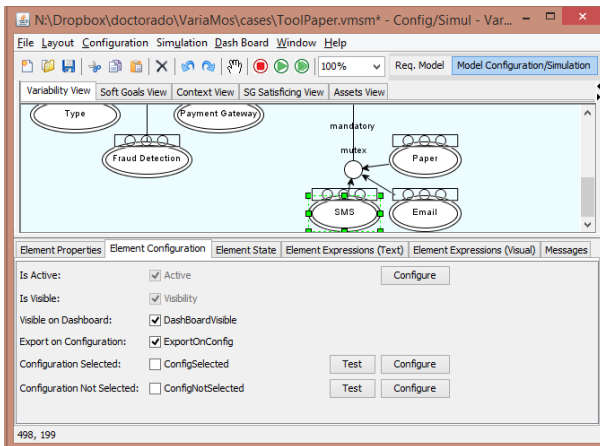 N:\Dropbox\doctorado\VariaMos\cases\ToolPaper.vmsm* - Config/Simul - Var...
File Layout Configuration Simulation Dash Board Window Help
100% Req. Model Model Configuration/Simulation
Variability View Soft Goals View Context View SG Satisficing View Assets View
Type Payment Gateway
mandatory
Fraud Detection mutex Paper
SMS Email
Element Properties Element Configuration Element State Element Expressions (Text) Element Expressions (Visual) Messages
Is Active: Active Configure
Is Visible: Visibility
Visible on Dashboard: DashBoardVisible
Export on Configuration: ExportOnConfig
Configuration Selected: ConfigSelected Test Configure
Configuration Not Selected: ConfigNotSelected Test Configure
498, 199